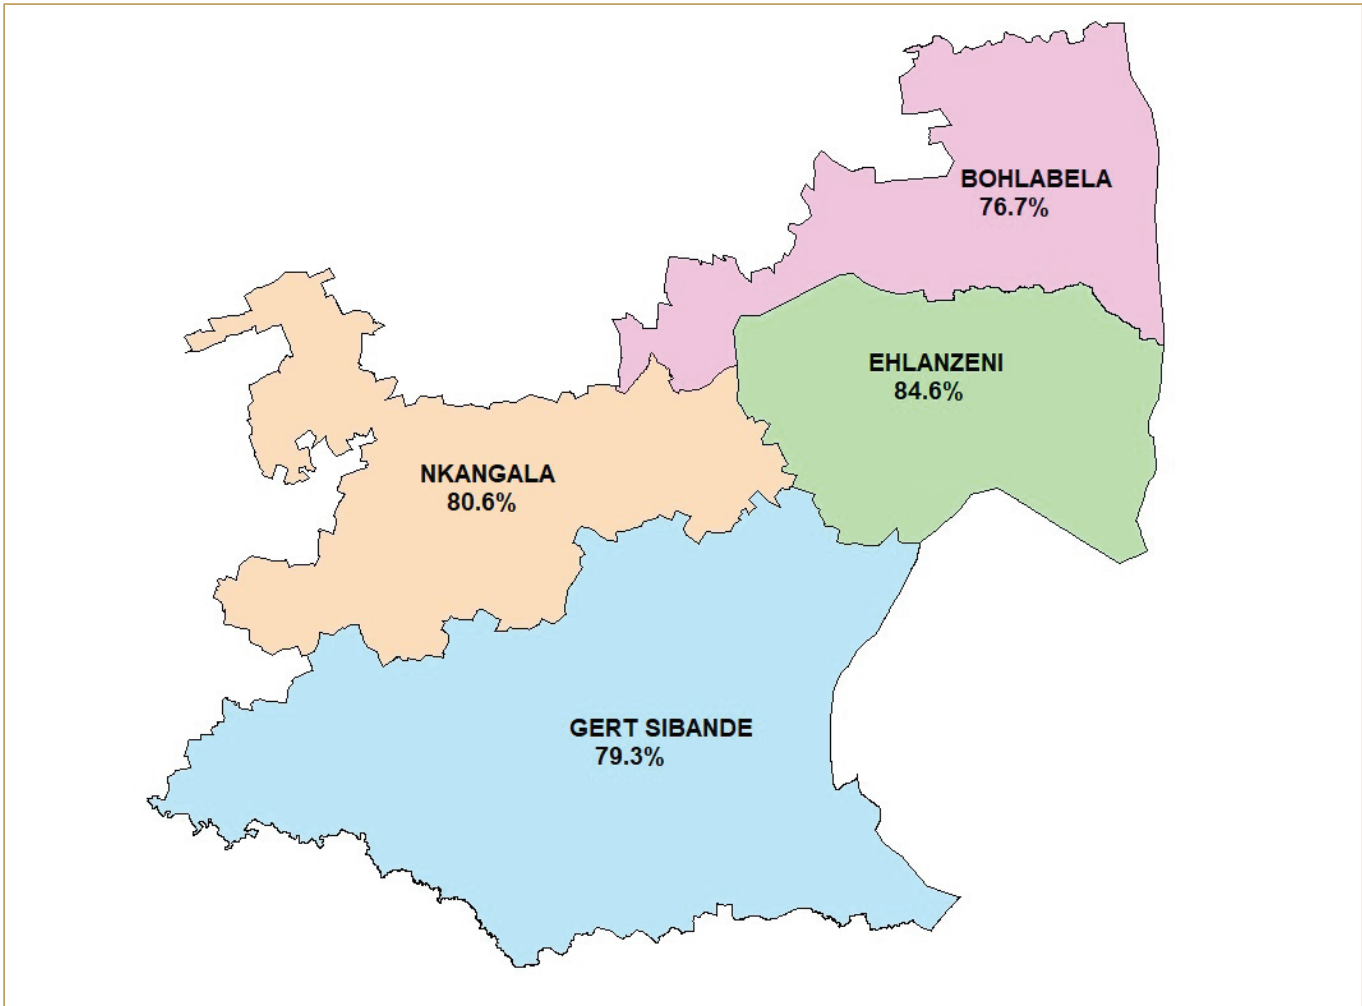 BOHLABELA
76.7%
EHLANZENI
84.6%
NKANGALA
80.6%
GERT SIBANDE
79.3%